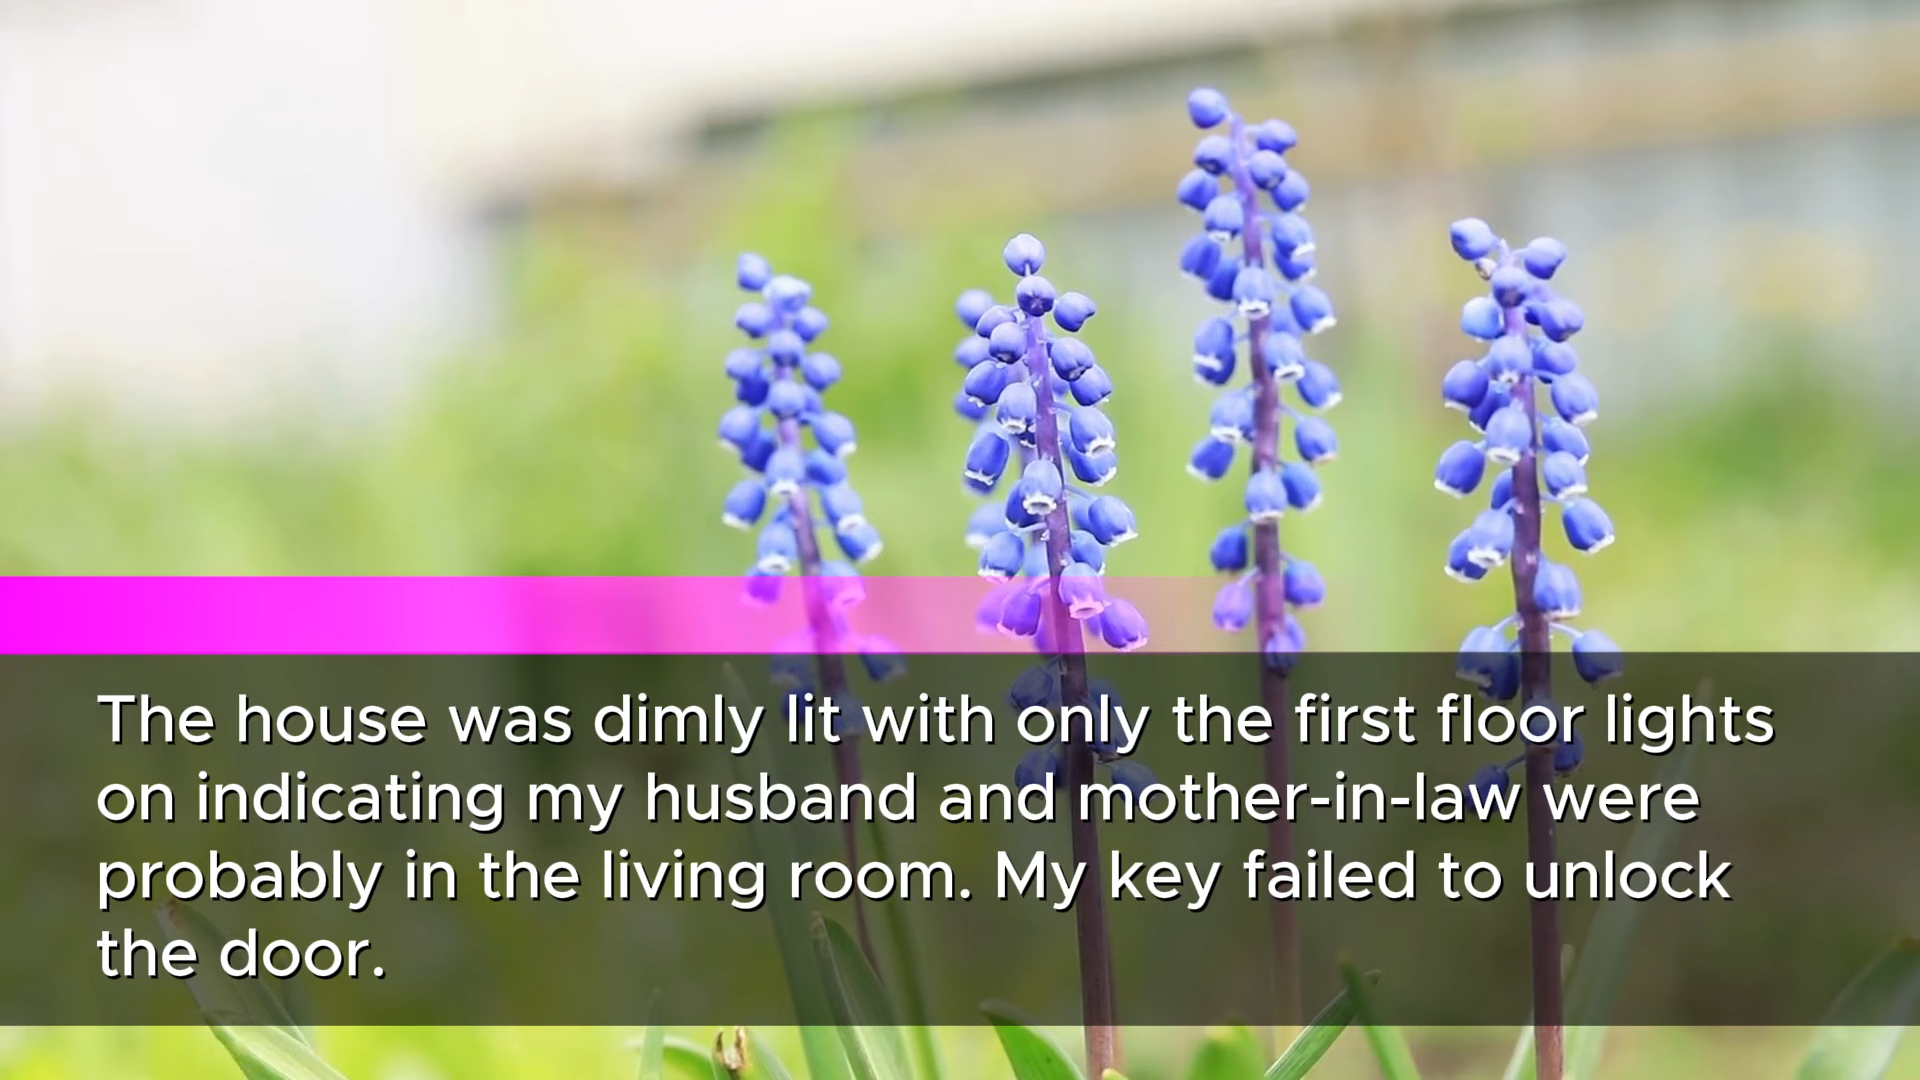 The house was dimly lit with only the first floor lights
on indicating my husband and mother-in-law were
probably in the living room. My key failed to unlock
the door.